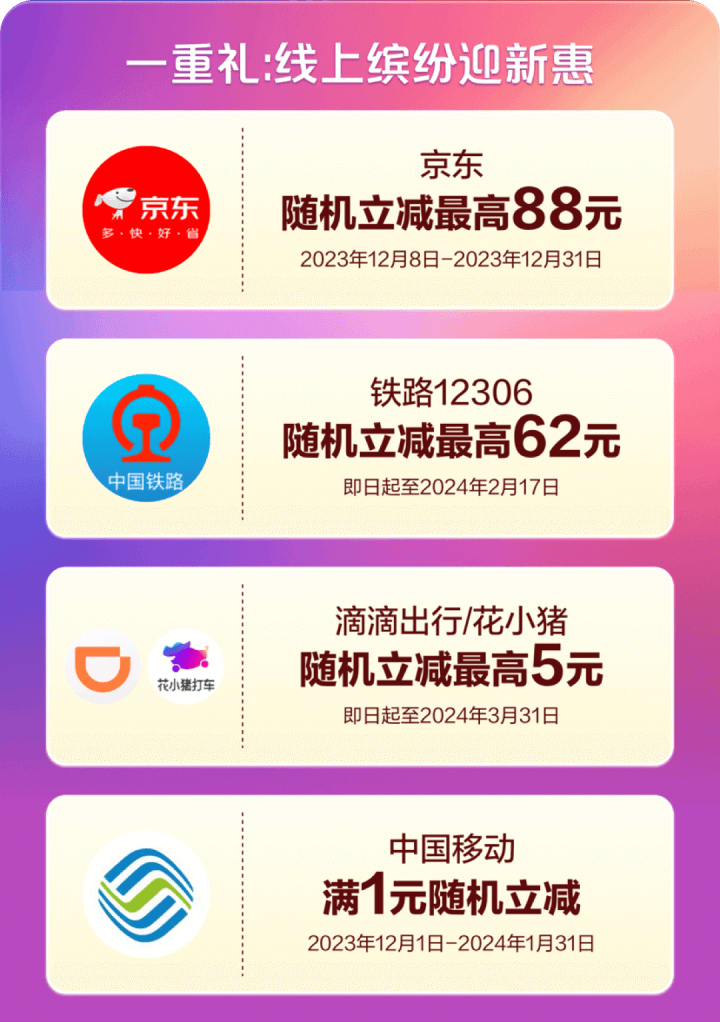 一重礼:线上缤纷迎新惠
京东
多·快·好·省
京东
随机立减最高88元
2023年12月8日-2023年12月31日
中国铁路
铁路12306
随机立减最高62元
即日起至2024年2月17日
花小猪打车
滴滴出行/花小猪
随机立减最高5元
即日起至2024年3月31日
中国移动
满1元随机立减
2023年12月1日-2024年1月31日